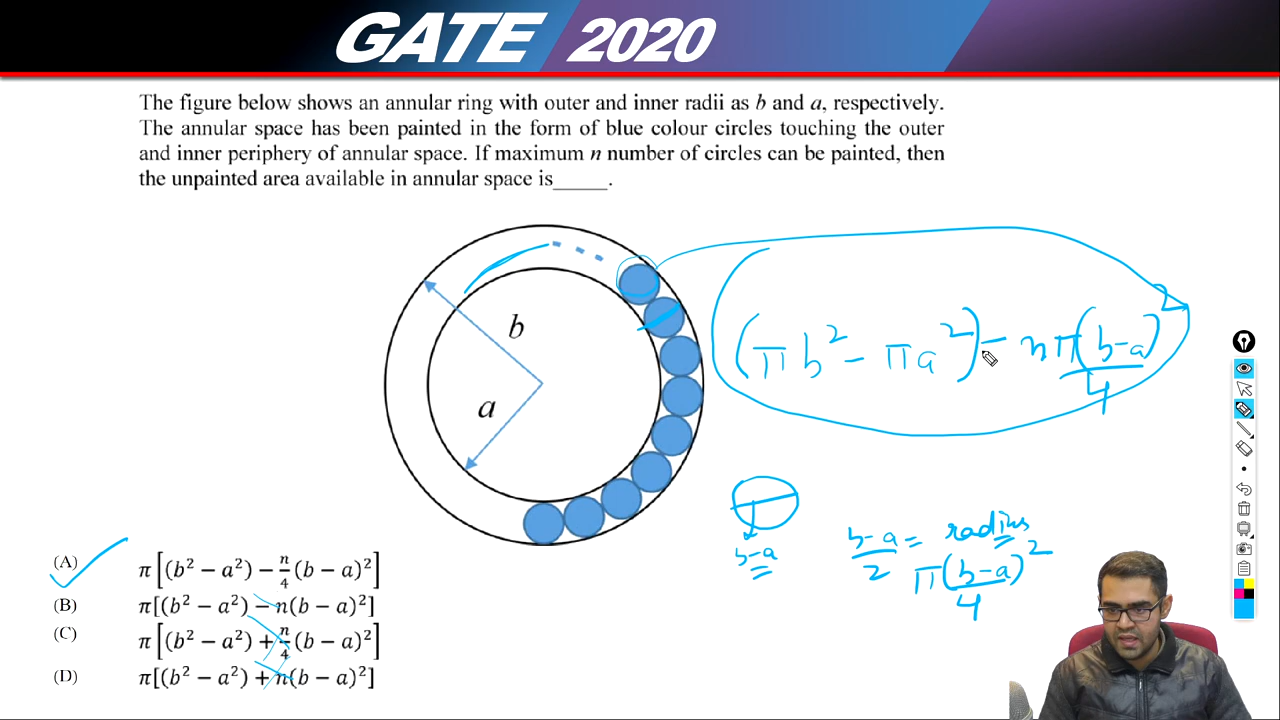 GATE 2020
The figure below shows an annular ring with outer and inner radii as b and a, respectively.
The annular space has been painted in the form of blue colour circles touching the outer
and inner periphery of annular space. If maximum n number of circles can be painted, then
the unpainted area available in annular space is_____.
b
a
(πb² − πa²) − nπ(b-a)²/4
b-a
b-a/2 = radius
π(b-a)²/4
(A) π[(b² − a²) − n/4 (b − a)²]
(B) π[(b² − a²) − n(b − a)²]
(C) π[(b² − a²) + n/4 (b − a)²]
(D) π[(b² − a²) + n(b − a)²]